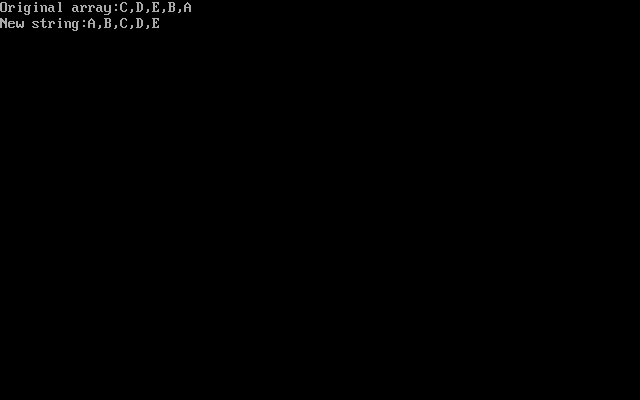 Original array:C,D,E,B,A
New string:A,B,C,D,E